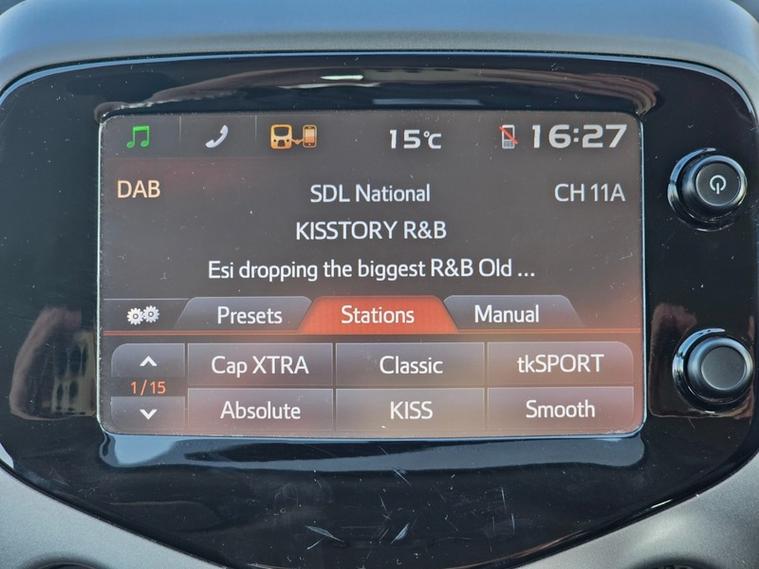 15°C 16:27
DAB SDL National CH 11A
KISSTORY R&B
Esi dropping the biggest R&B Old ...
Presets Stations Manual
Cap XTRA Classic tkSPORT
1/15
Absolute KISS Smooth